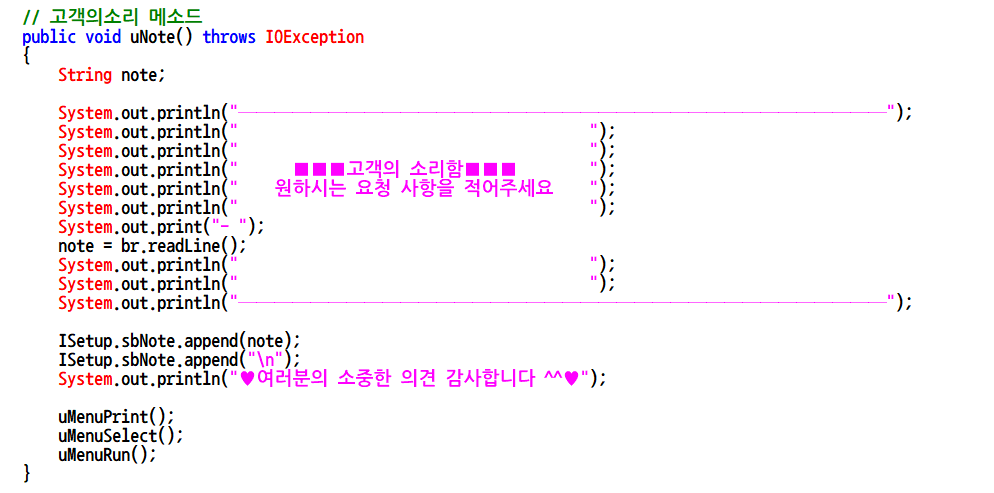 // 고객의소리 메소드
public void uNote() throws IOException
{
    String note;

    System.out.println("────────────────────────────────────");
    System.out.println("                                       ");
    System.out.println("                                       ");
    System.out.println("      ■■■고객의 소리함■■■        ");
    System.out.println("    원하시는 요청 사항을 적어주세요    ");
    System.out.println("                                       ");
    System.out.print("- ");
    note = br.readLine();
    System.out.println("                                       ");
    System.out.println("                                       ");
    System.out.println("────────────────────────────────────");

    ISetup.sbNote.append(note);
    ISetup.sbNote.append("\n");
    System.out.println("♥여러분의 소중한 의견 감사합니다 ^^♥");

    uMenuPrint();
    uMenuSelect();
    uMenuRun();
}